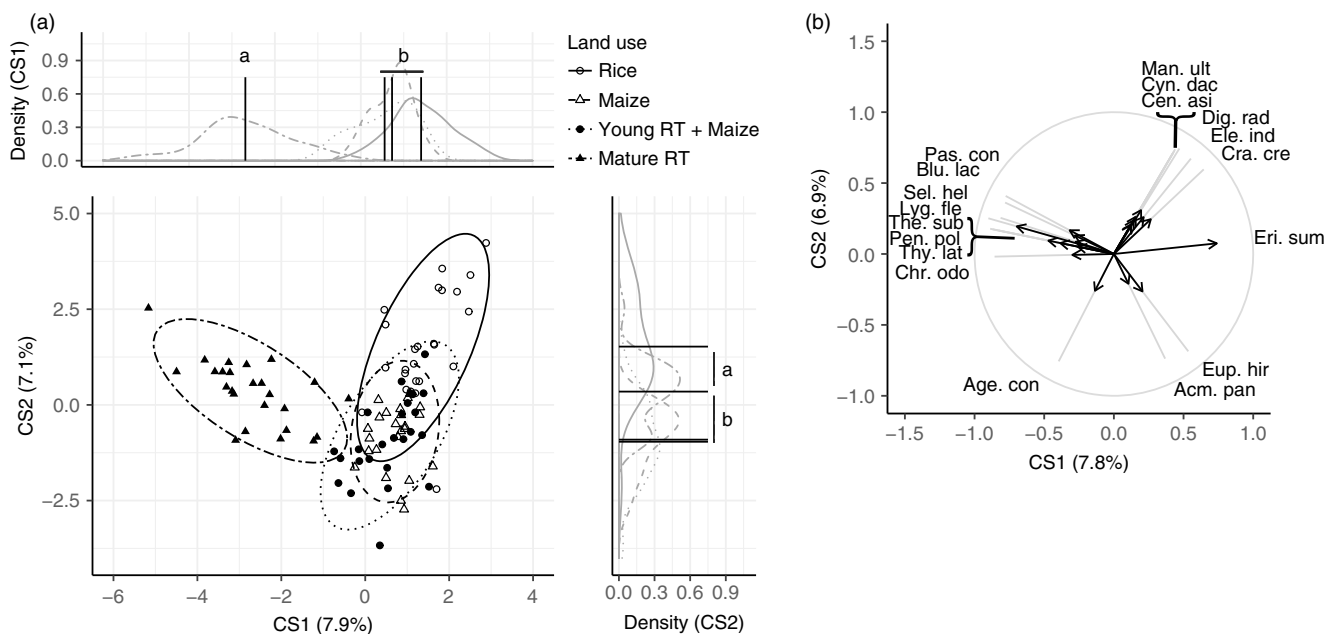 (a)
Density (CS1)
0.9
0.6
0.3
0.0
a
b
Land use
Rice
Maize
Young RT + Maize
Mature RT
CS2 (7.1%)
5.0
2.5
0.0
−2.5
−6
−4
−2
0
2
4
CS1 (7.9%)
a
b
0.0 0.3 0.6 0.9
Density (CS2)
(b)
CS2 (6.9%)
1.5
1.0
0.5
0.0
−0.5
−1.0
Man. ult
Cyn. dac
Cen. asi
Dig. rad
Ele. ind
Cra. cre
Pas. con
Blu. lac
Sel. hel
Lyg. fle
The. sub
Pen. pol
Thy. lat
Chr. odo
Eri. sum
Age. con
Eup. hir
Acm. pan
−1.5 −1.0 −0.5 0.0 0.5 1.0
CS1 (7.8%)